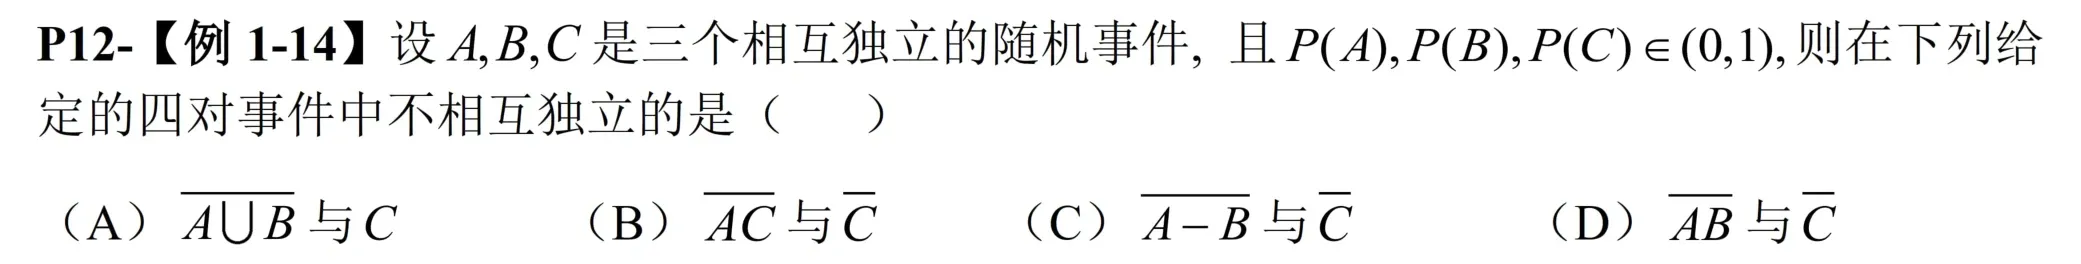 P12-【例 1-14】设 A,B,C 是三个相互独立的随机事件, 且 P(A),P(B),P(C)∈(0,1),则在下列给
定的四对事件中不相互独立的是（　　）
（A）$\overline{A\bigcup B}$ 与 C （B）$\overline{AC}$ 与 $\overline{C}$ （C）$\overline{A-B}$ 与 $\overline{C}$ （D）$\overline{AB}$ 与 $\overline{C}$